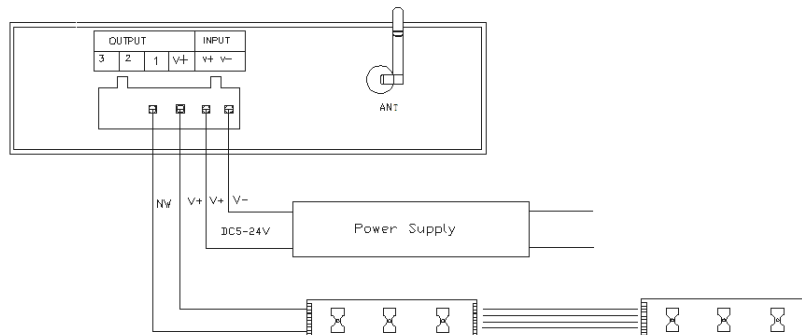 OUTPUT INPUT
3 2 1 V+ V+ V-
ANT
NW V+ V+ V-
DC5-24V
Power Supply